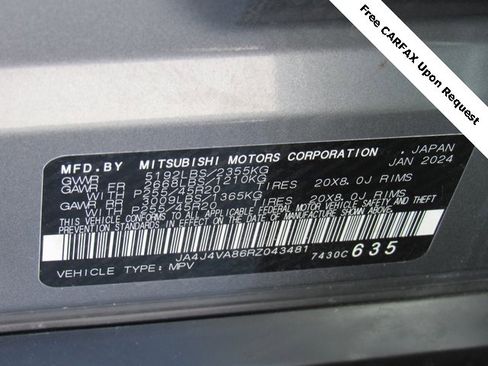 Free CARFAX Upon Request
MFD.BY MITSUBISHI MOTORS CORPORATION . JAPAN
GVWR 5192LBS/2355KG JAN 2024
GAWR FR 2668LBS/1210KG
WITH P255/45R20 TIRES 20X8.0J RIMS
GAWR RR 3009LBS/1365KG
WITH P255/45R20 TIRES 20X8.0J RIMS
THIS VEHICLE CONFORMS TO ALL APPLICABLE FEDERAL MOTOR VEHICLE SAFETY, BUMPER AND THEFT
PREVENTION STANDARDS IN EFFECT ON THE DATE OF MANUFACTURE SHOWN ABOVE.
JA4J4VA86RZ043481 7430C 635
VEHICLE TYPE: MPV